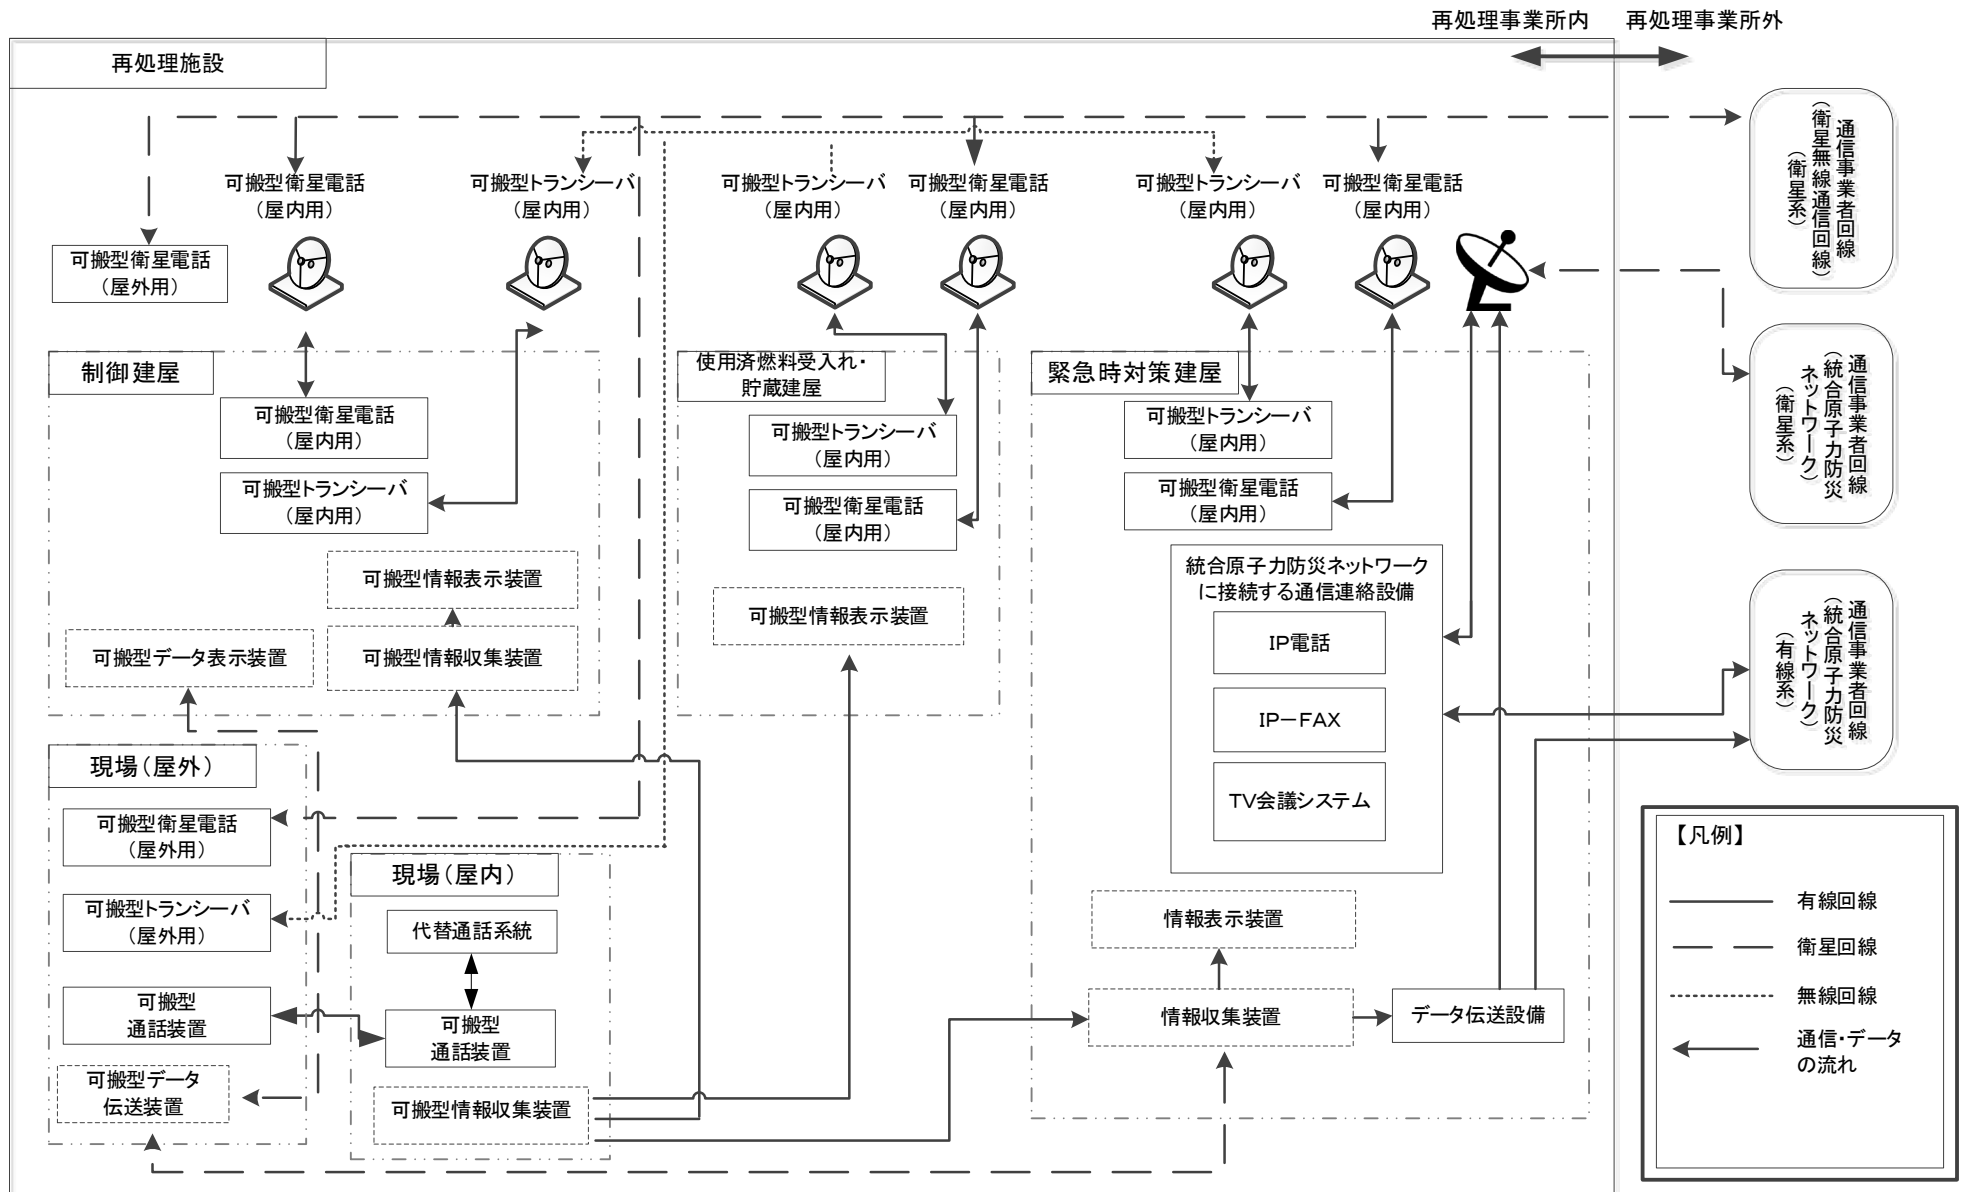 再処理事業所内
再処理事業所外
再処理施設
可搬型衛星電話
（屋内用）
可搬型トランシーバ
（屋内用）
可搬型トランシーバ
（屋内用）
可搬型衛星電話
（屋内用）
可搬型トランシーバ
（屋内用）
可搬型衛星電話
（屋内用）
可搬型衛星電話
（屋外用）
通信事業者回線
（衛星無線通信回線）
（衛星系）
通信事業者回線
（統合原子力防災
ネットワーク）
（衛星系）
通信事業者回線
（統合原子力防災
ネットワーク）
（有線系）
制御建屋
可搬型衛星電話
（屋内用）
可搬型トランシーバ
（屋内用）
可搬型情報表示装置
可搬型データ表示装置
可搬型情報収集装置
使用済燃料受入れ・
貯蔵建屋
可搬型トランシーバ
（屋内用）
可搬型衛星電話
（屋内用）
可搬型情報表示装置
緊急時対策建屋
可搬型トランシーバ
（屋内用）
可搬型衛星電話
（屋内用）
統合原子力防災ネットワーク
に接続する通信連絡設備
IP電話
IP－FAX
TV会議システム
情報表示装置
情報収集装置
データ伝送設備
現場（屋外）
可搬型衛星電話
（屋外用）
可搬型トランシーバ
（屋外用）
可搬型
通話装置
可搬型データ
伝送装置
現場（屋内）
代替通話系統
可搬型
通話装置
可搬型情報収集装置
【凡例】
有線回線
衛星回線
無線回線
通信・データ
の流れ